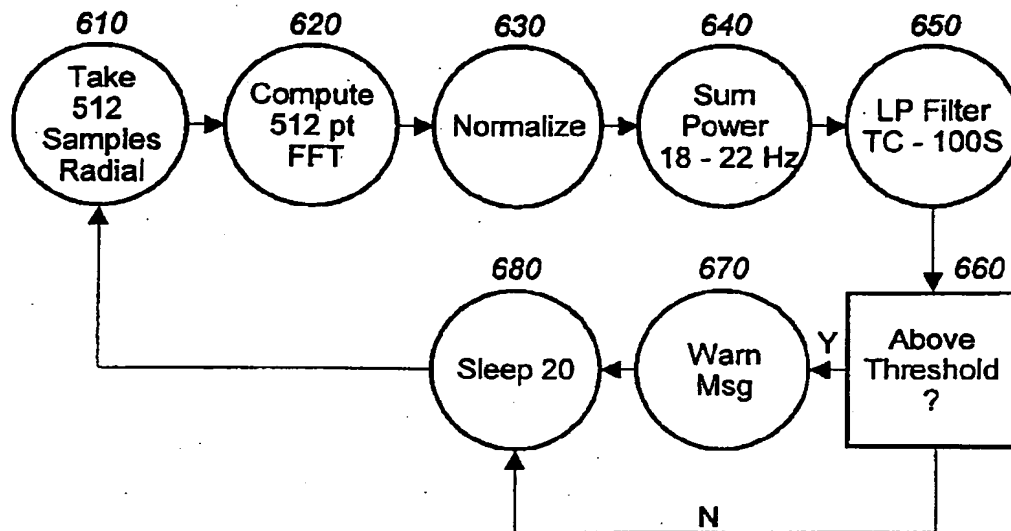 610
620
630
640
650
Take
512
Samples
Radial
Compute
512 pt
FFT
Normalize
Sum
Power
18 - 22 Hz
LP Filter
TC - 100S
680
670
660
Sleep 20
Warn
Msg
Y
Above
Threshold
?
N